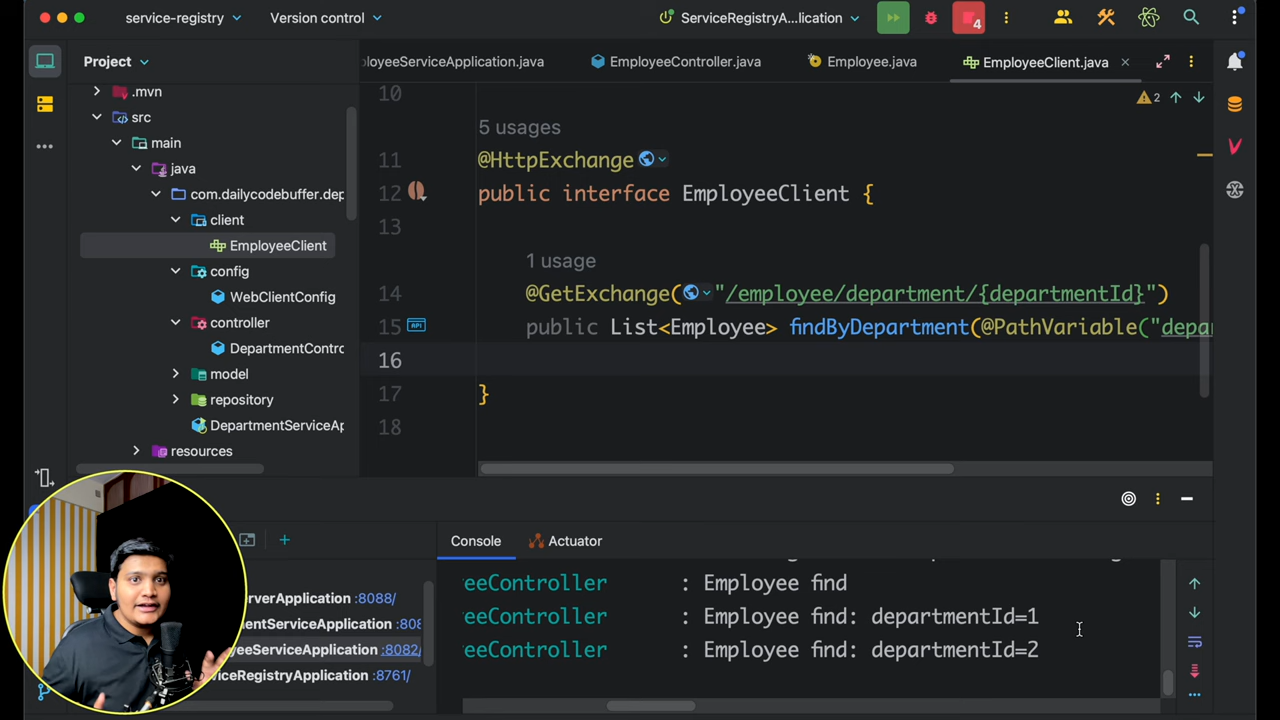 service-registry
Version control
ServiceRegistryA...lication
4
Project
loyeeServiceApplication.java
EmployeeController.java
Employee.java
EmployeeClient.java
.mvn
src
main
java
com.dailycodebuffer.dep
client
EmployeeClient
config
WebClientConfig
controller
DepartmentContro
model
repository
DepartmentServiceAp
resources
2
10
5 usages
11 @HttpExchange
12 public interface EmployeeClient {
13
1 usage
14 @GetExchange("/employee/department/{departmentId}")
15 public List<Employee> findByDepartment(@PathVariable("depar
16
17 }
18
Console
Actuator
erverApplication :8088/
entServiceApplication :808
eeServiceApplication :8082/
viceRegistryApplication :8761/
eeController : Employee find
eeController : Employee find: departmentId=1
eeController : Employee find: departmentId=2